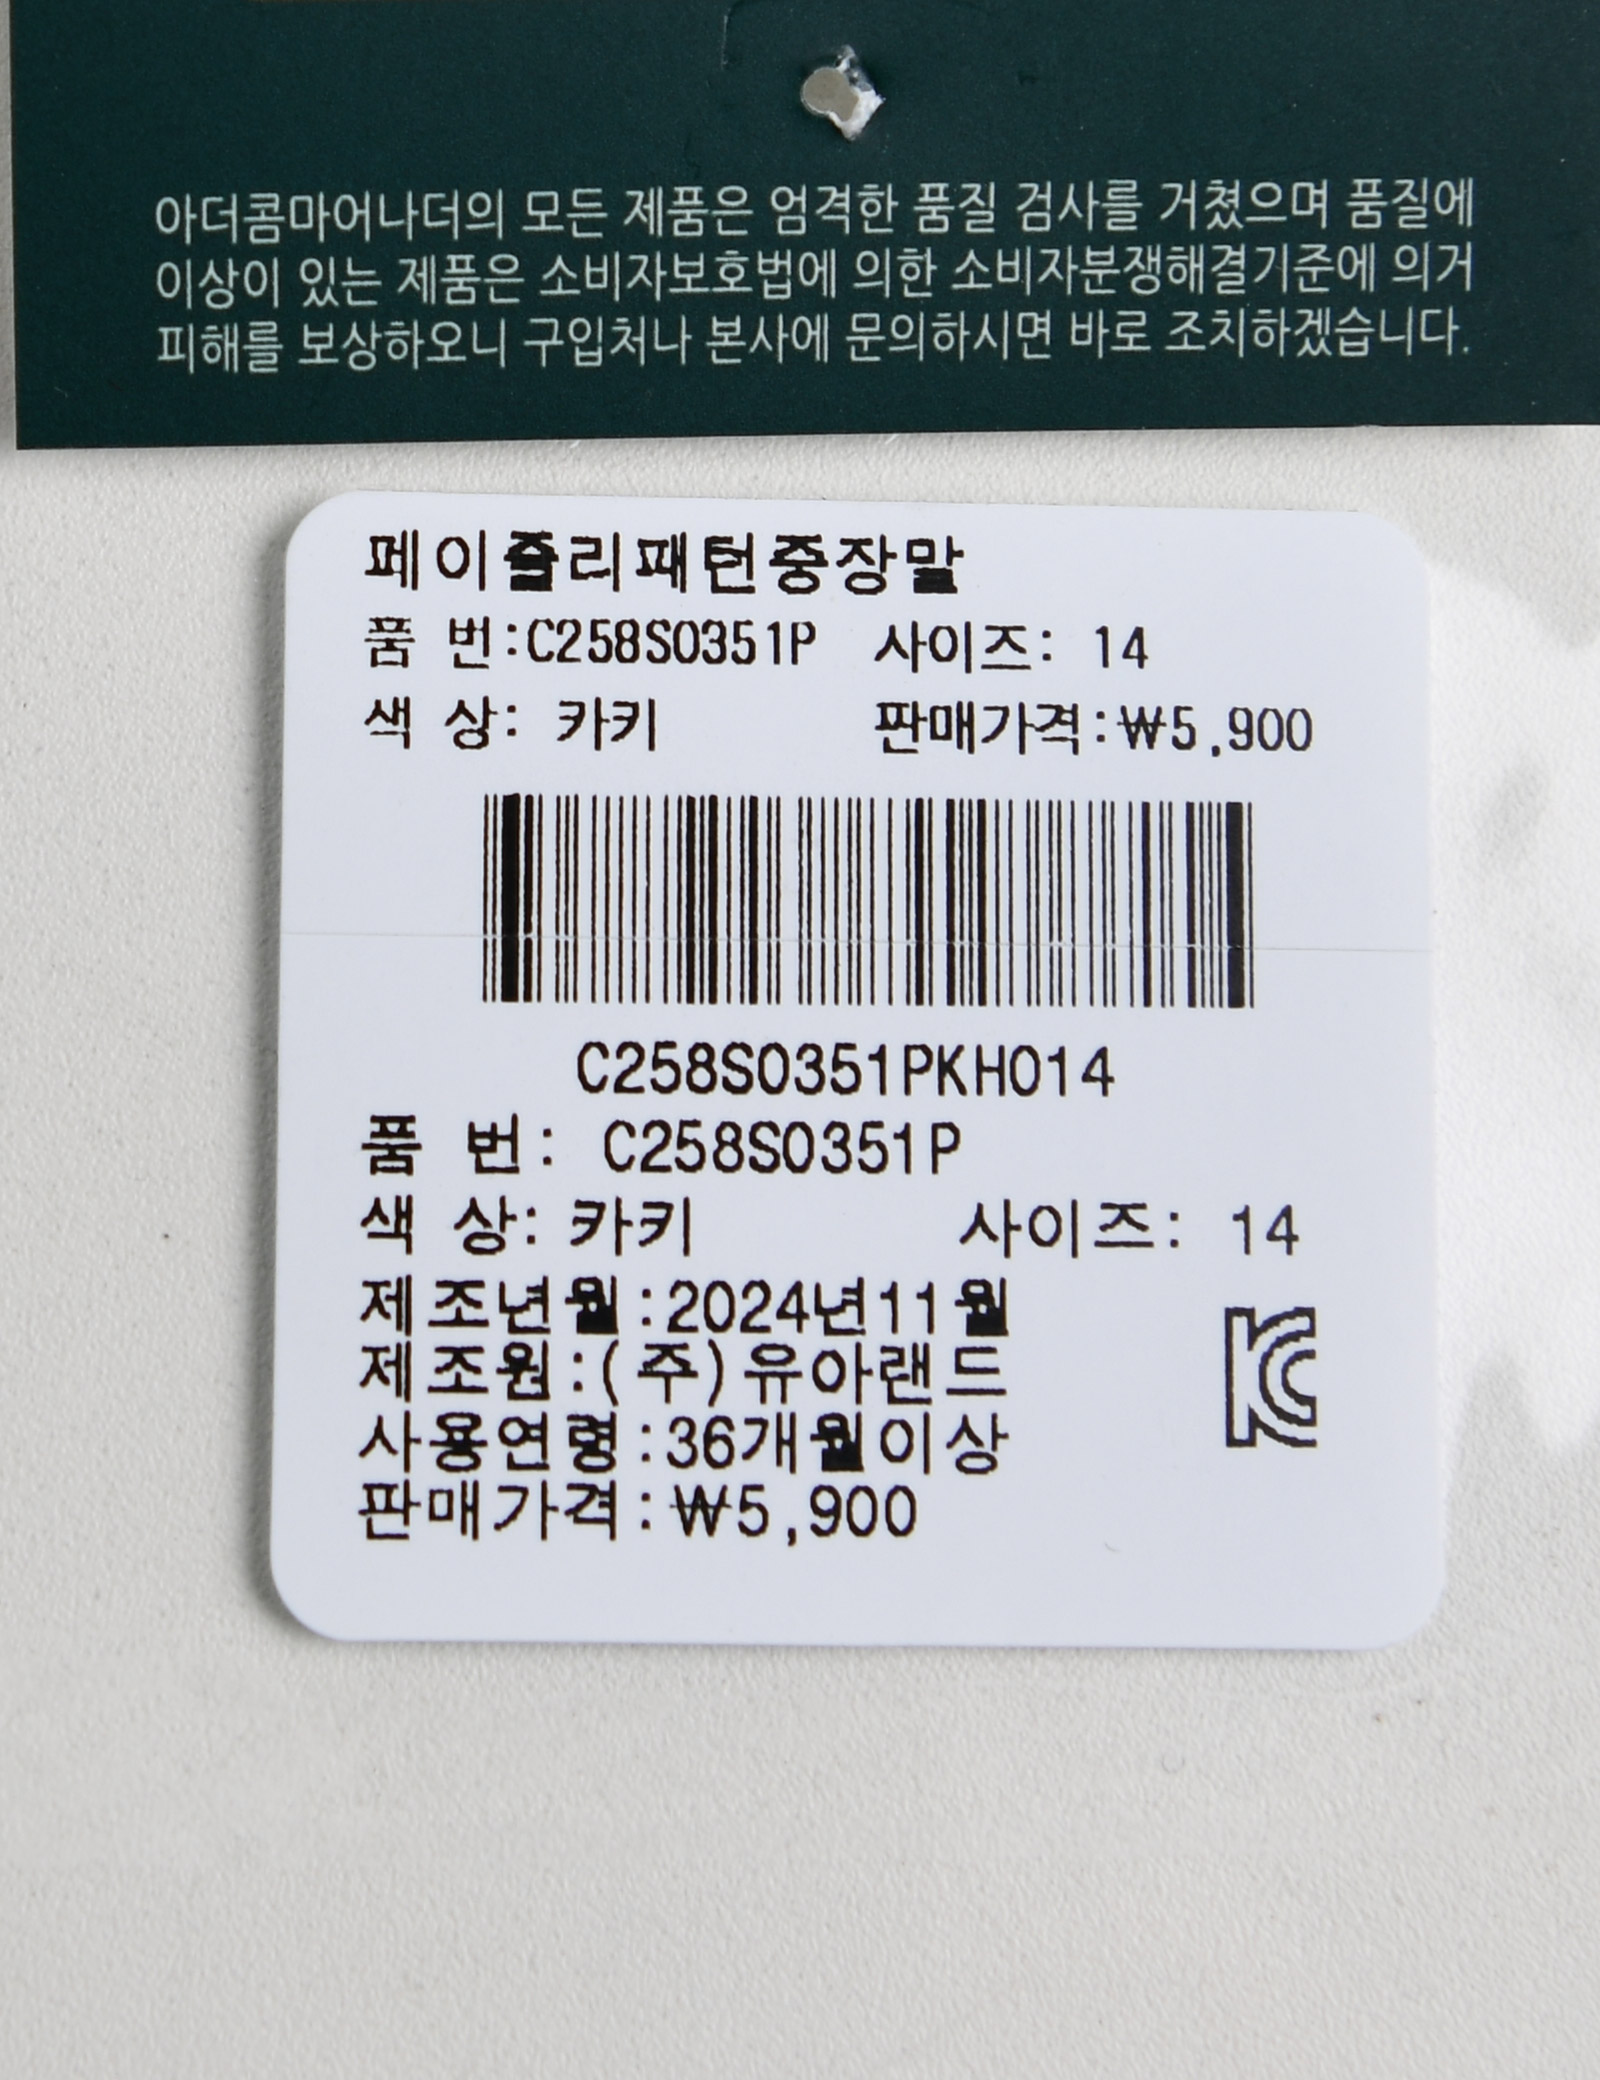 아더콤마어나더의 모든 제품은 엄격한 품질 검사를 거쳤으며 품질에
이상이 있는 제품은 소비자보호법에 의한 소비자분쟁해결기준에 의거
피해를 보상하오니 구입처나 본사에 문의하시면 바로 조치하겠습니다.
페이즐리패턴중장말
품 번:C258S0351P 사이즈: 14
색 상: 카키 판매가격:₩5,900
C258S0351PKH014
품 번: C258S0351P
색 상: 카키 사이즈: 14
제조년월:2024년11월
제조원:(주)유아랜드
사용연령:36개월이상
판매가격:₩5,900
KC